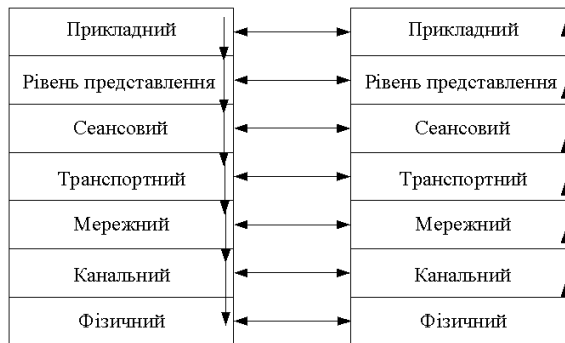 Прикладний
Прикладний
Рівень представлення
Рівень представлення
Сеансовий
Сеансовий
Транспортний
Транспортний
Мережний
Мережний
Канальний
Канальний
Фізичний
Фізичний